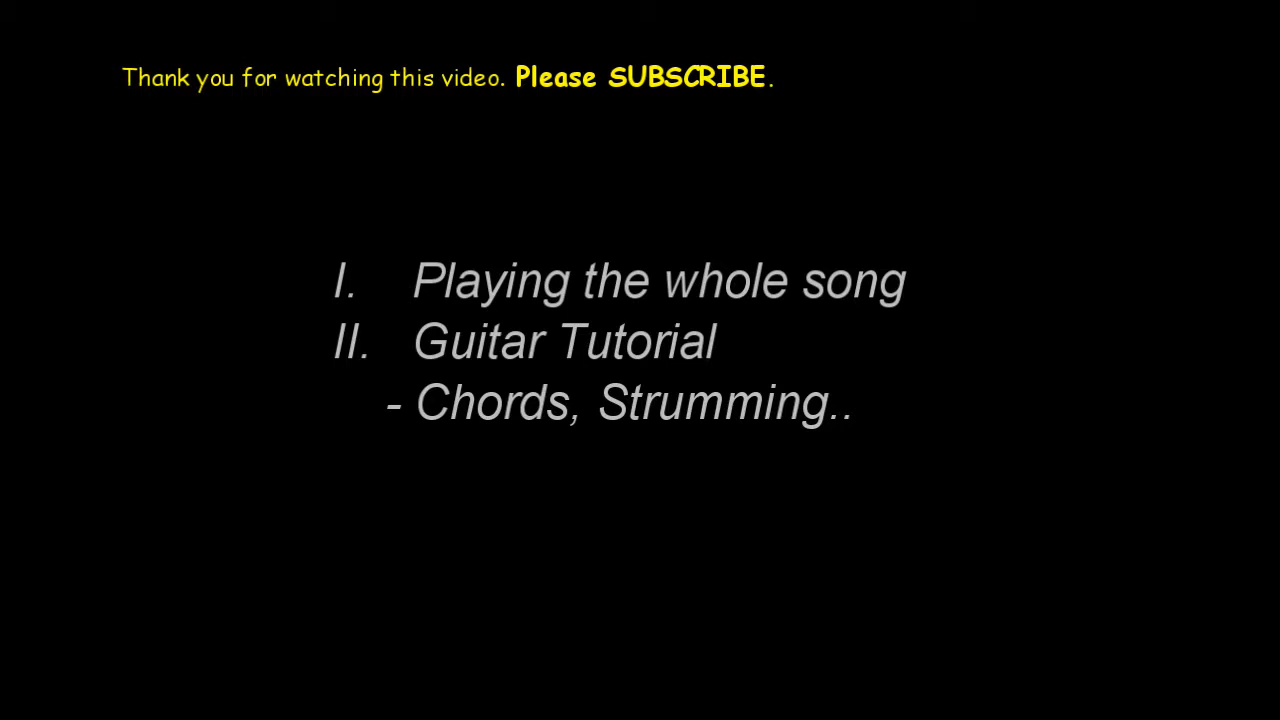 Thank you for watching this video. Please SUBSCRIBE.
I. Playing the whole song
II. Guitar Tutorial
- Chords, Strumming..